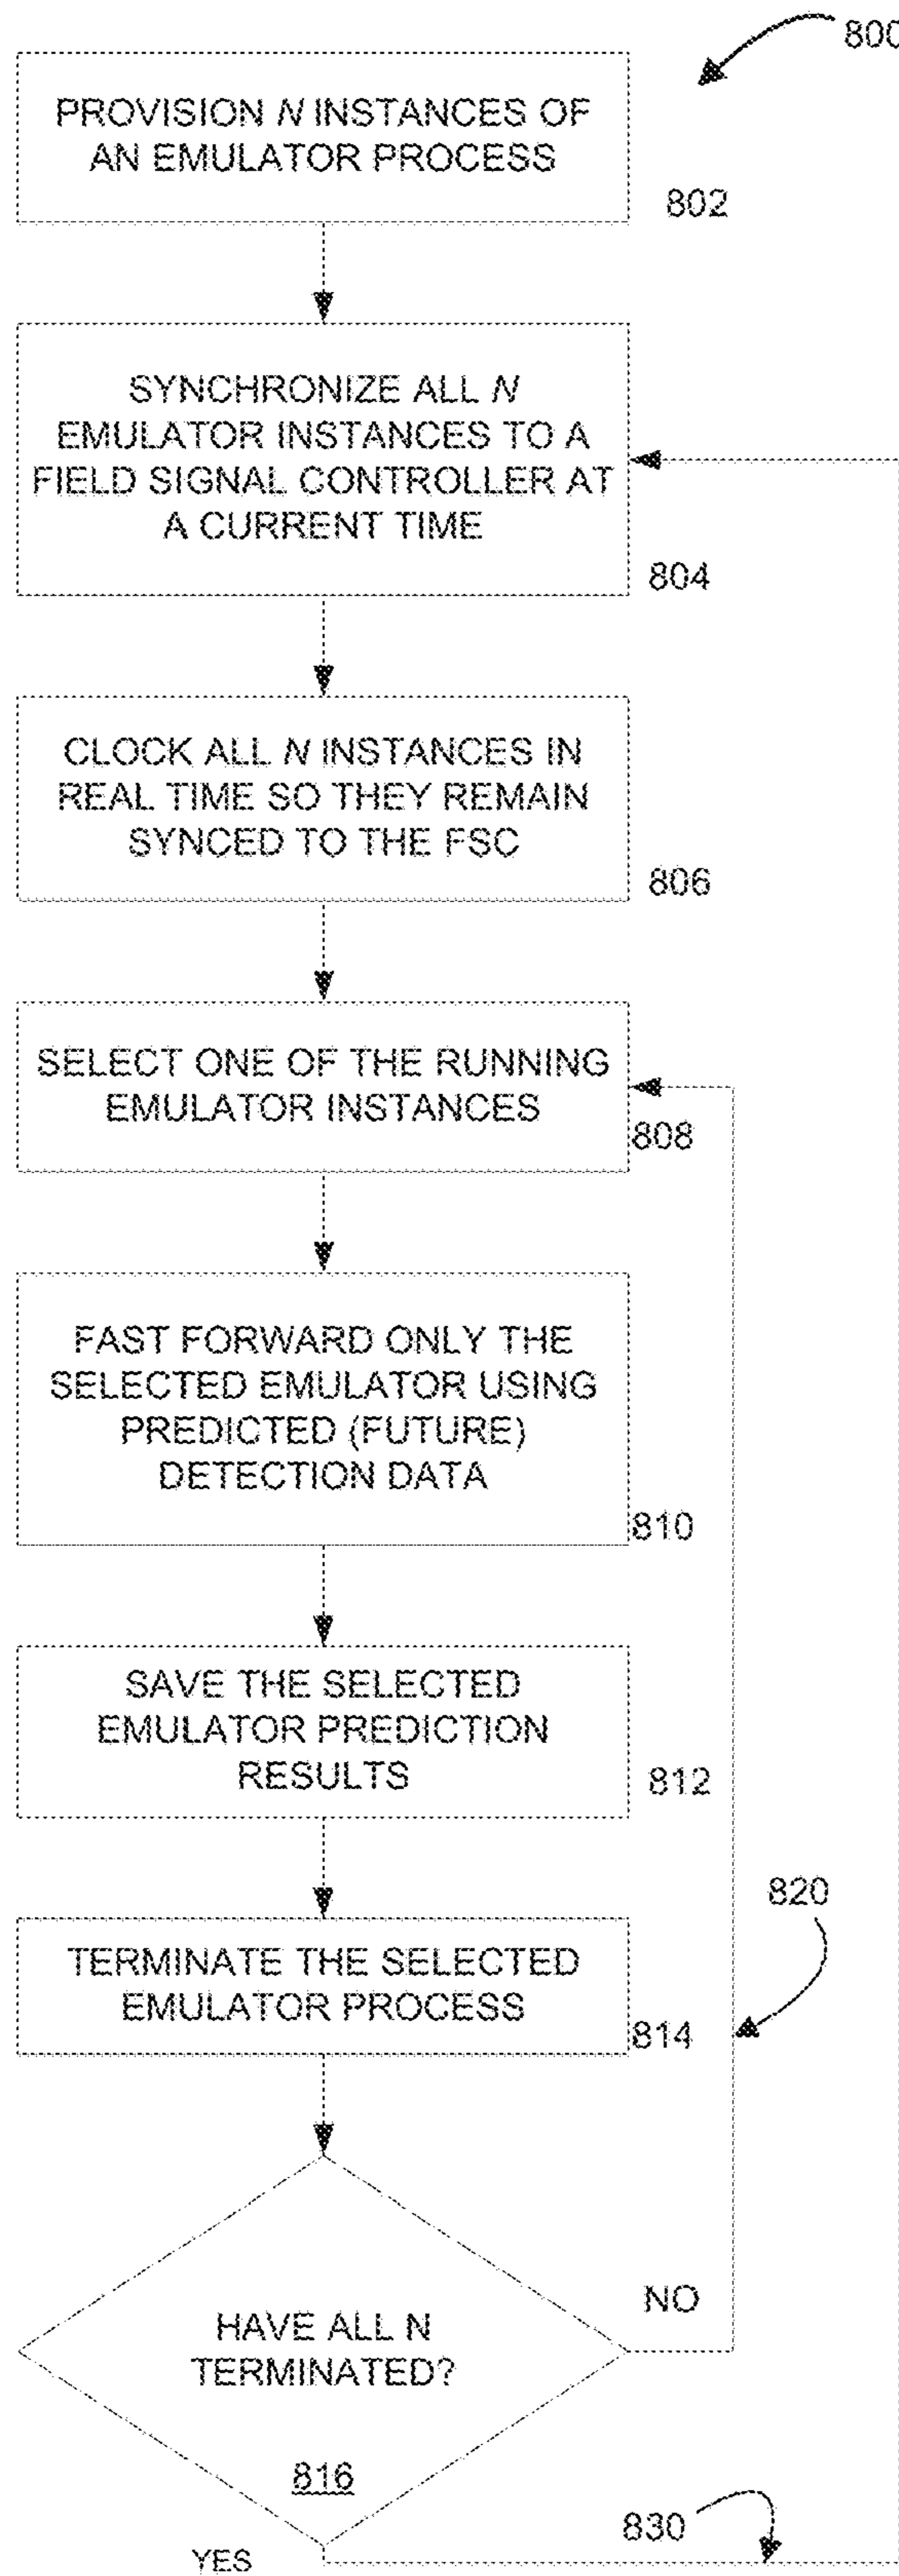 800
PROVISION N INSTANCES OF
AN EMULATOR PROCESS
802
SYNCHRONIZE ALL N
EMULATOR INSTANCES TO A
FIELD SIGNAL CONTROLLER AT
A CURRENT TIME
804
CLOCK ALL N INSTANCES IN
REAL TIME SO THEY REMAIN
SYNCED TO THE FSC
806
SELECT ONE OF THE RUNNING
EMULATOR INSTANCES
808
FAST FORWARD ONLY THE
SELECTED EMULATOR USING
PREDICTED (FUTURE)
DETECTION DATA
810
SAVE THE SELECTED
EMULATOR PREDICTION
RESULTS
812
820
TERMINATE THE SELECTED
EMULATOR PROCESS
814
NO
HAVE ALL N
TERMINATED?
816
830
YES